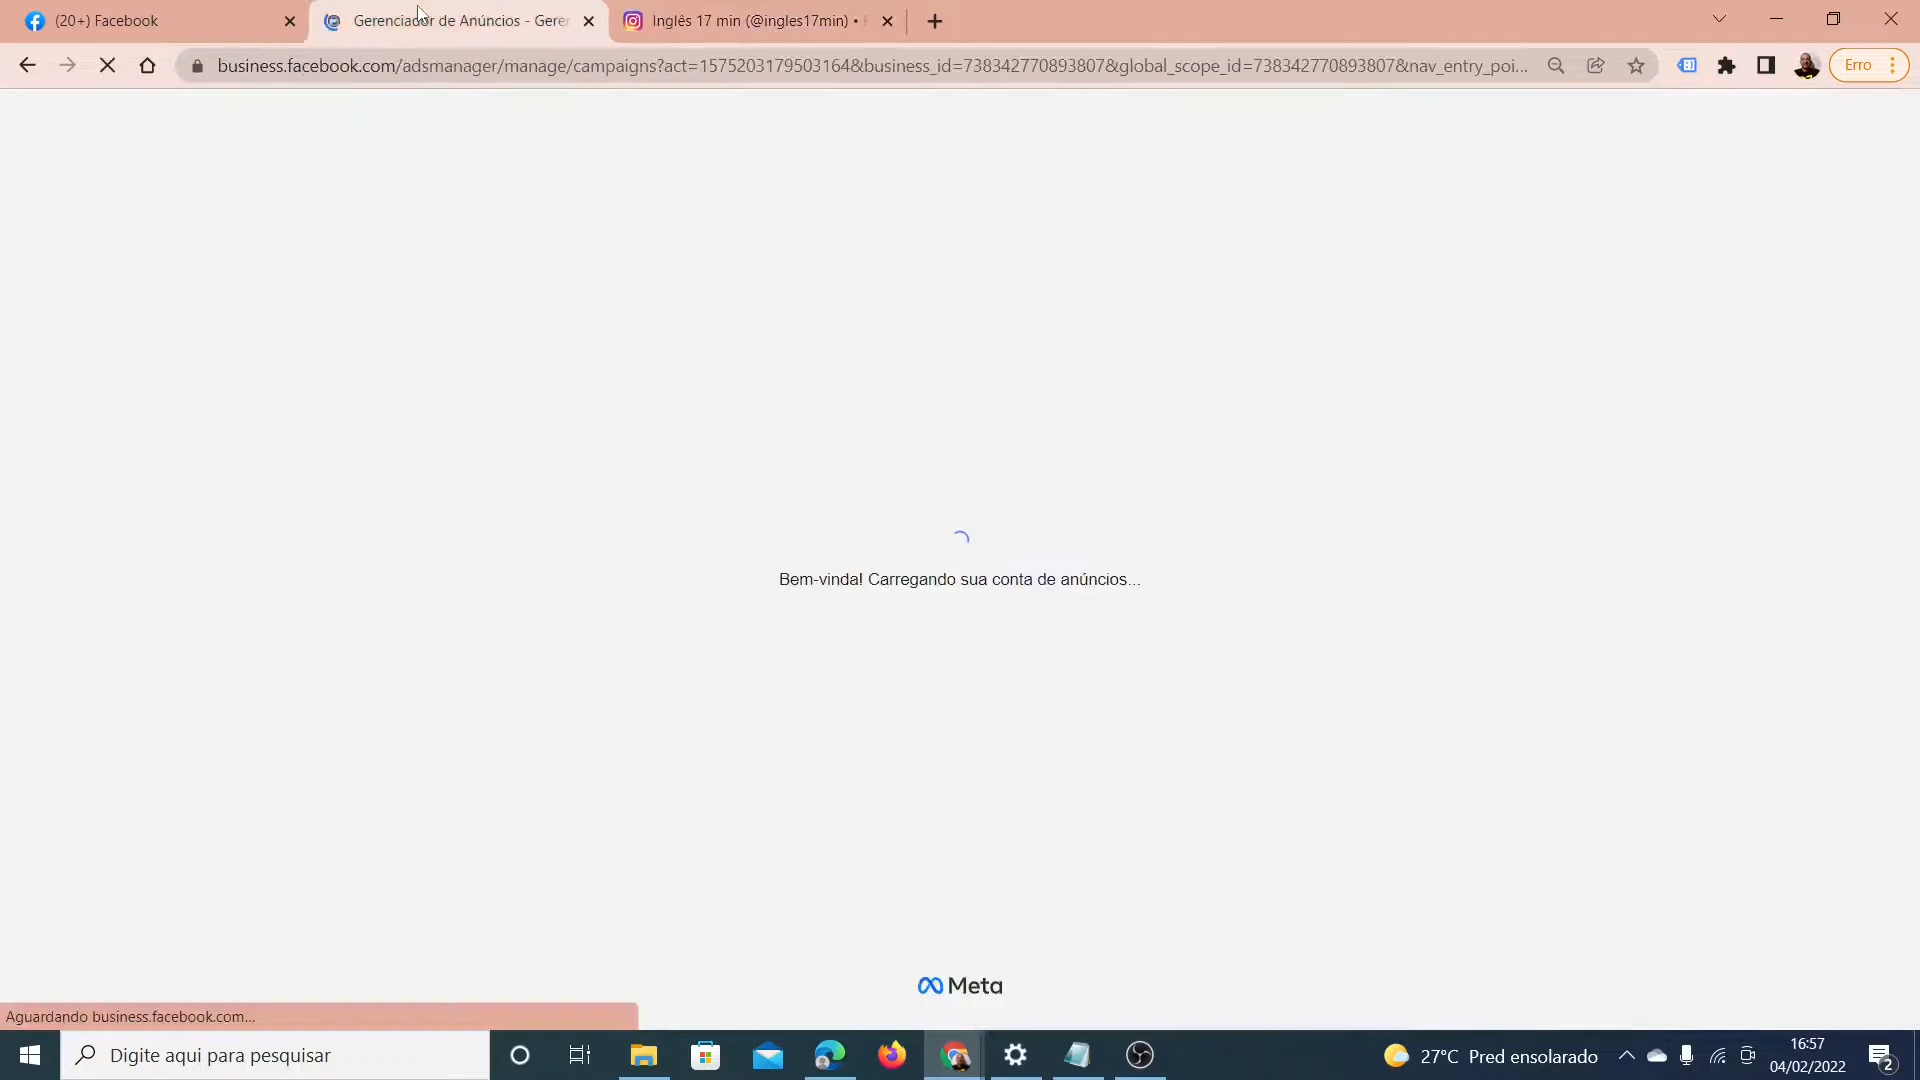 (20+) Facebook
Gerenciador de Anúncios - Geren
Inglês 17 min (@ingles17min) •
business.facebook.com/adsmanager/manage/campaigns?act=1575203179503164&business_id=738342770893807&global_scope_id=738342770893807&nav_entry_poi...
Erro
Bem-vinda! Carregando sua conta de anúncios...
Meta
Aguardando business.facebook.com...
Digite aqui para pesquisar
27°C Pred ensolarado
16:57
04/02/2022
2